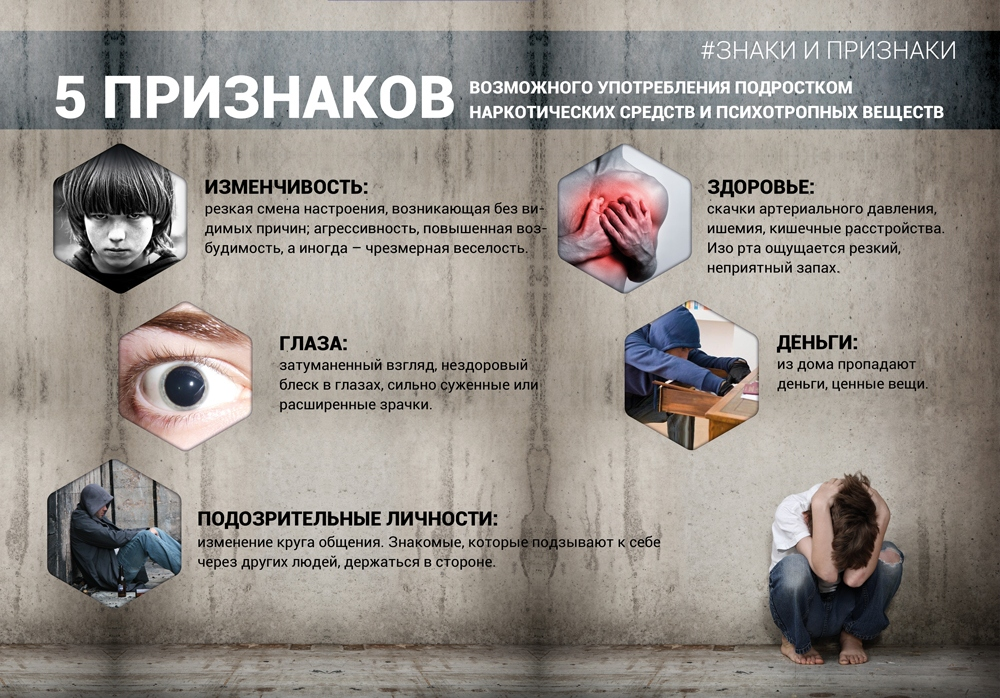 #ЗНАКИ И ПРИЗНАКИ
5 ПРИЗНАКОВ
ВОЗМОЖНОГО УПОТРЕБЛЕНИЯ ПОДРОСТКОМ
НАРКОТИЧЕСКИХ СРЕДСТВ И ПСИХОТРОПНЫХ ВЕЩЕСТВ
ИЗМЕНЧИВОСТЬ:
резкая смена настроения, возникающая без ви-
димых причин; агрессивность, повышенная воз-
будимость, а иногда – чрезмерная веселость.
ЗДОРОВЬЕ:
скачки артериального давления,
ишемия, кишечные расстройства.
Изо рта ощущается резкий,
неприятный запах.
ГЛАЗА:
затуманенный взгляд, нездоровый
блеск в глазах, сильно суженные или
расширенные зрачки.
ДЕНЬГИ:
из дома пропадают
деньги, ценные вещи.
ПОДОЗРИТЕЛЬНЫЕ ЛИЧНОСТИ:
изменение круга общения. Знакомые, которые подзывают к себе
через других людей, держаться в стороне.